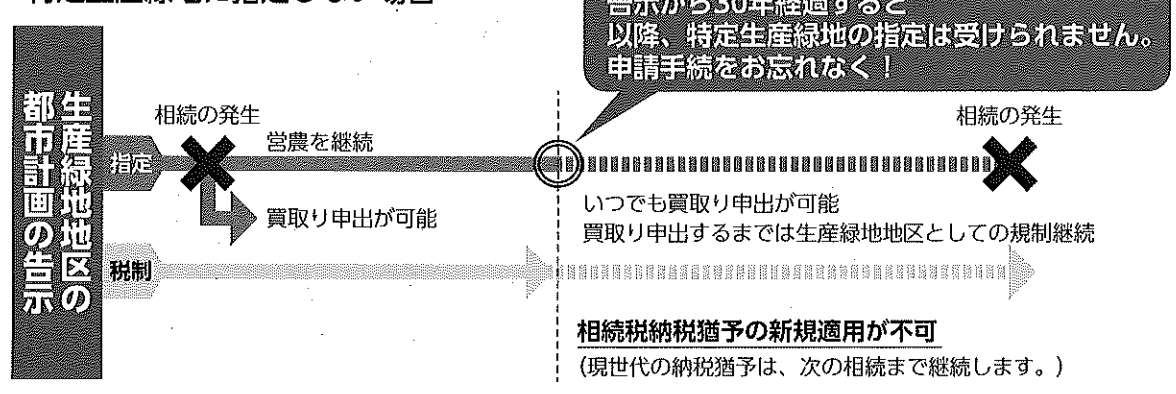 特定生産緑地に指定しない場合
告示から30年経過すると
以降、特定生産緑地の指定は受けられません。
申請手続をお忘れなく！
生産緑地地区の
都市計画の告示
相続の発生
相続の発生
指定
営農を継続
買取り申出が可能
いつでも買取り申出が可能
買取り申出するまでは生産緑地地区としての規制継続
税制
相続税納税猶予の新規適用が不可
(現世代の納税猶予は、次の相続まで継続します。)